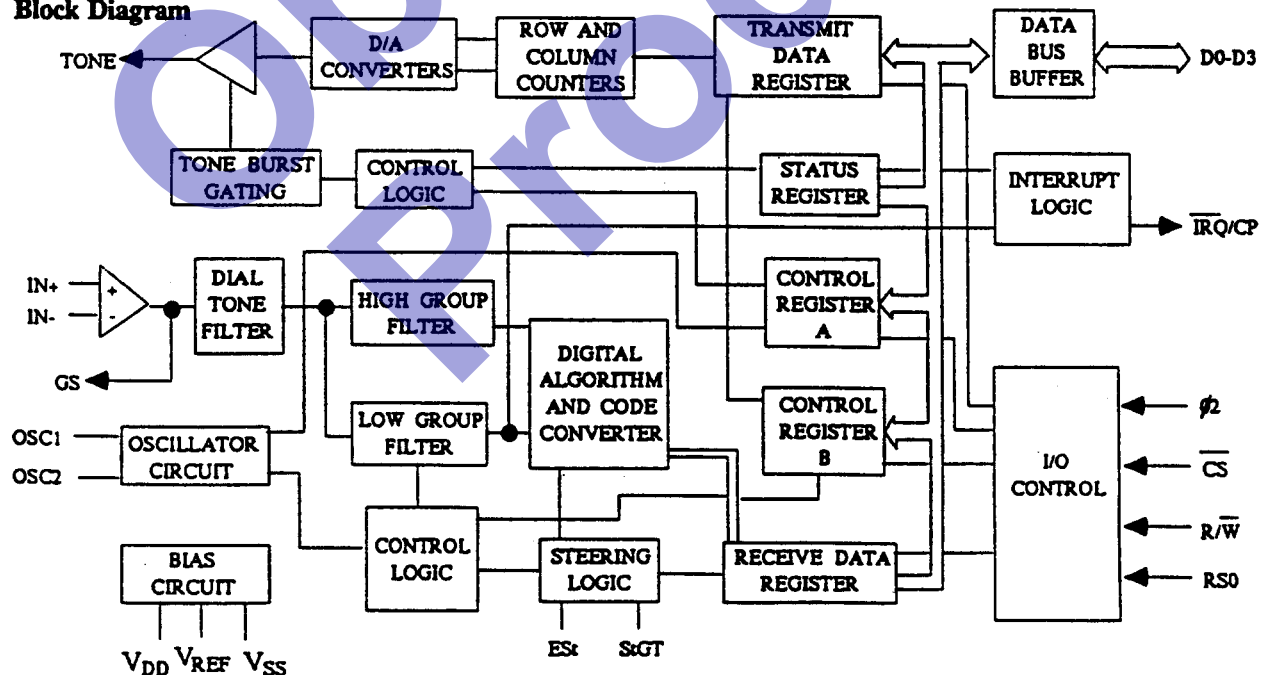 Block Diagram
TONE
D/A
CONVERTERS
ROW AND
COLUMN
COUNTERS
TRANSMIT
DATA
REGISTER
DATA
BUS
BUFFER
D0-D3
TONE BURST
GATING
CONTROL
LOGIC
STATUS
REGISTER
INTERRUPT
LOGIC
IRQ/CP
IN+
IN-
+
-
GS
DIAL
TONE
FILTER
HIGH GROUP
FILTER
LOW GROUP
FILTER
DIGITAL
ALGORITHM
AND CODE
CONVERTER
CONTROL
REGISTER
A
CONTROL
REGISTER
B
I/O
CONTROL
ϕ2
CS
R/W
RS0
OSC1
OSC2
OSCILLATOR
CIRCUIT
BIAS
CIRCUIT
VDD VREF VSS
CONTROL
LOGIC
STEERING
LOGIC
ESt StGT
RECEIVE DATA
REGISTER